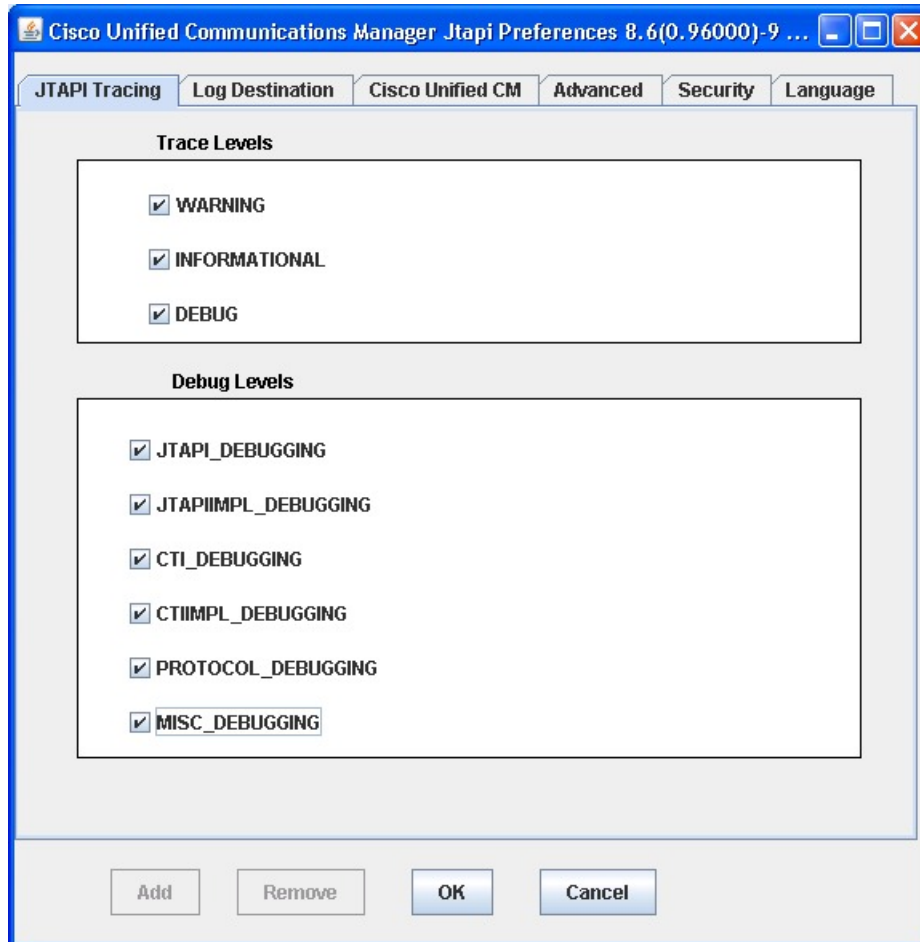 Cisco Unified Communications Manager Jtapi Preferences 8.6(0.96000)-9 ...
JTAPI Tracing Log Destination Cisco Unified CM Advanced Security Language
Trace Levels
WARNING
INFORMATIONAL
DEBUG
Debug Levels
JTAPI_DEBUGGING
JTAPIIMPL_DEBUGGING
CTI_DEBUGGING
CTIIMPL_DEBUGGING
PROTOCOL_DEBUGGING
MISC_DEBUGGING
Add Remove OK Cancel